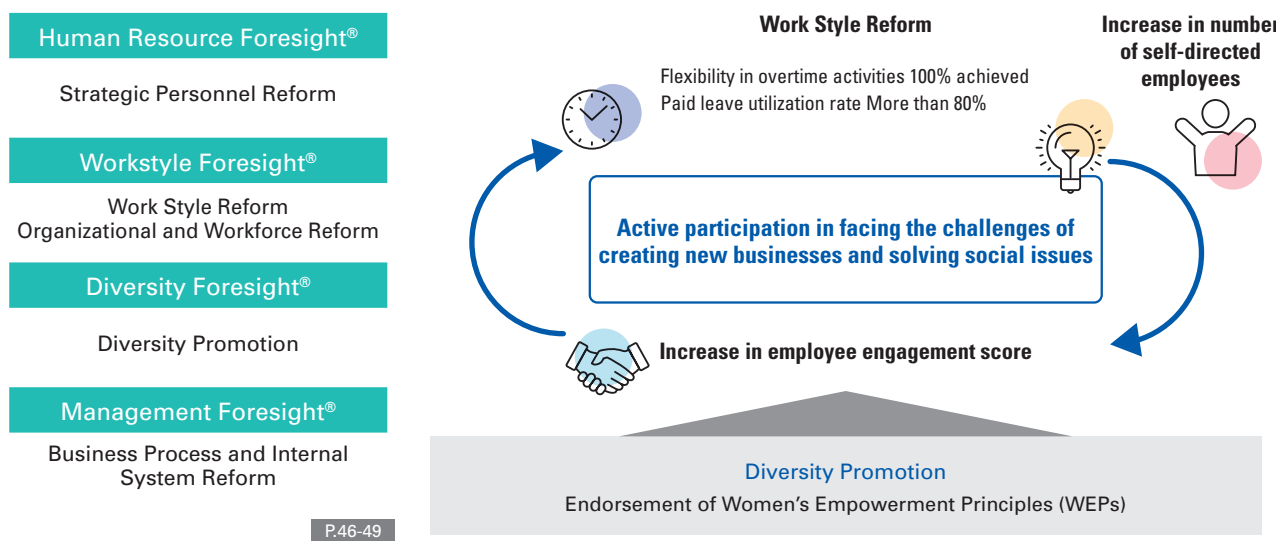 Human Resource Foresight®
Strategic Personnel Reform
Workstyle Foresight®
Work Style Reform
Organizational and Workforce Reform
Diversity Foresight®
Diversity Promotion
Management Foresight®
Business Process and Internal
System Reform
P.46-49
Work Style Reform
Flexibility in overtime activities 100% achieved
Paid leave utilization rate More than 80%
Increase in number
of self-directed
employees
Active participation in facing the challenges of
creating new businesses and solving social issues
Increase in employee engagement score
Diversity Promotion
Endorsement of Women’s Empowerment Principles (WEPs)